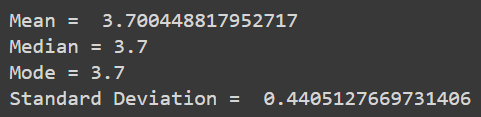 Mean =  3.700448817952717
Median = 3.7
Mode = 3.7
Standard Deviation =  0.4405127669731406